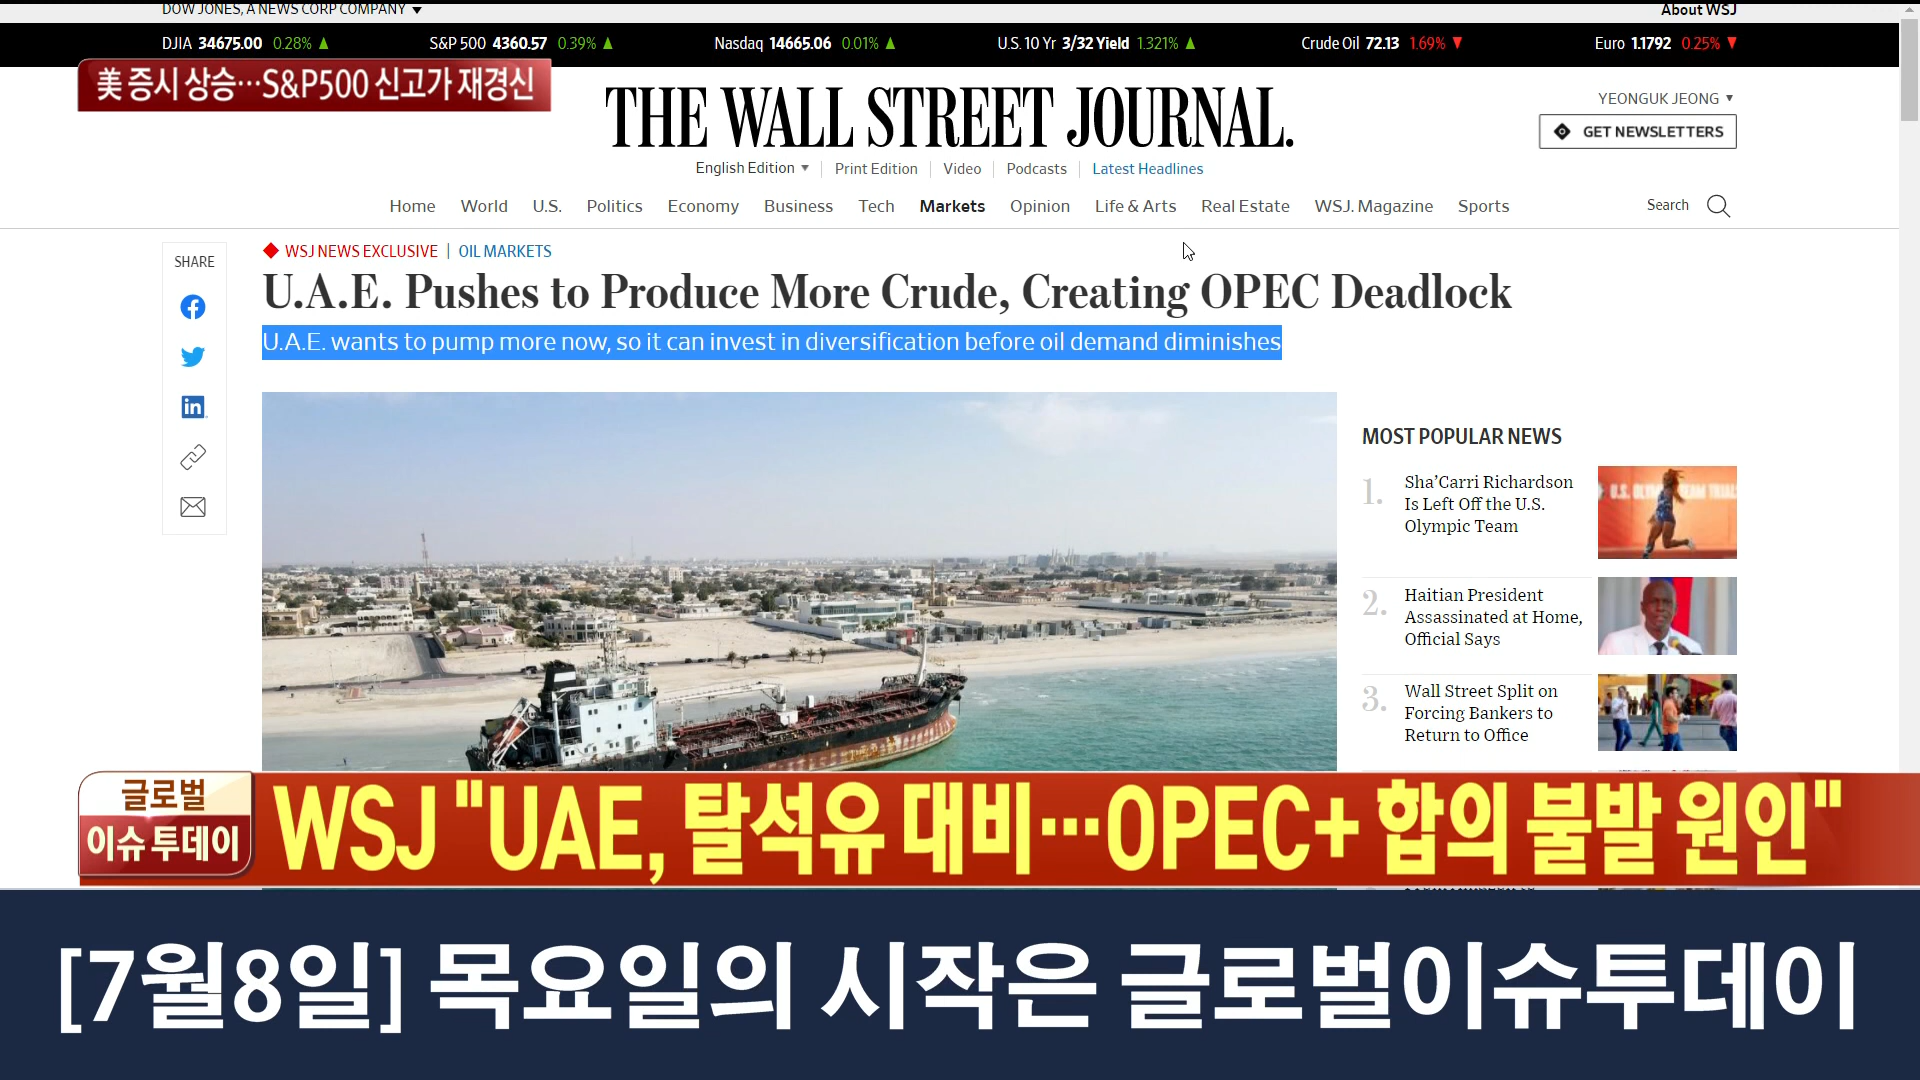 DOW JONES, A NEWS CORP COMPANY
About WSJ
DJIA 34675.00 0.28%
S&P 500 4360.57 0.39%
Nasdaq 14665.06 0.01%
U.S. 10 Yr 3/32 Yield 1.321%
Crude Oil 72.13 1.69%
Euro 1.1792 0.25%
美 증시 상승…S&P500 신고가 재경신
THE WALL STREET JOURNAL.
YEONGUK JEONG
GET NEWSLETTERS
English Edition
Print Edition
Video
Podcasts
Latest Headlines
Home World U.S. Politics Economy Business Tech Markets Opinion Life & Arts Real Estate WSJ. Magazine Sports
Search
SHARE
WSJ NEWS EXCLUSIVE | OIL MARKETS
U.A.E. Pushes to Produce More Crude, Creating OPEC Deadlock
U.A.E. wants to pump more now, so it can invest in diversification before oil demand diminishes
MOST POPULAR NEWS
1. Sha’Carri Richardson
Is Left Off the U.S.
Olympic Team
2. Haitian President
Assassinated at Home,
Official Says
3. Wall Street Split on
Forcing Bankers to
Return to Office
글로벌
이슈 투데이
WSJ "UAE, 탈석유 대비…OPEC+ 합의 불발 원인"
[7월8일] 목요일의 시작은 글로벌이슈투데이